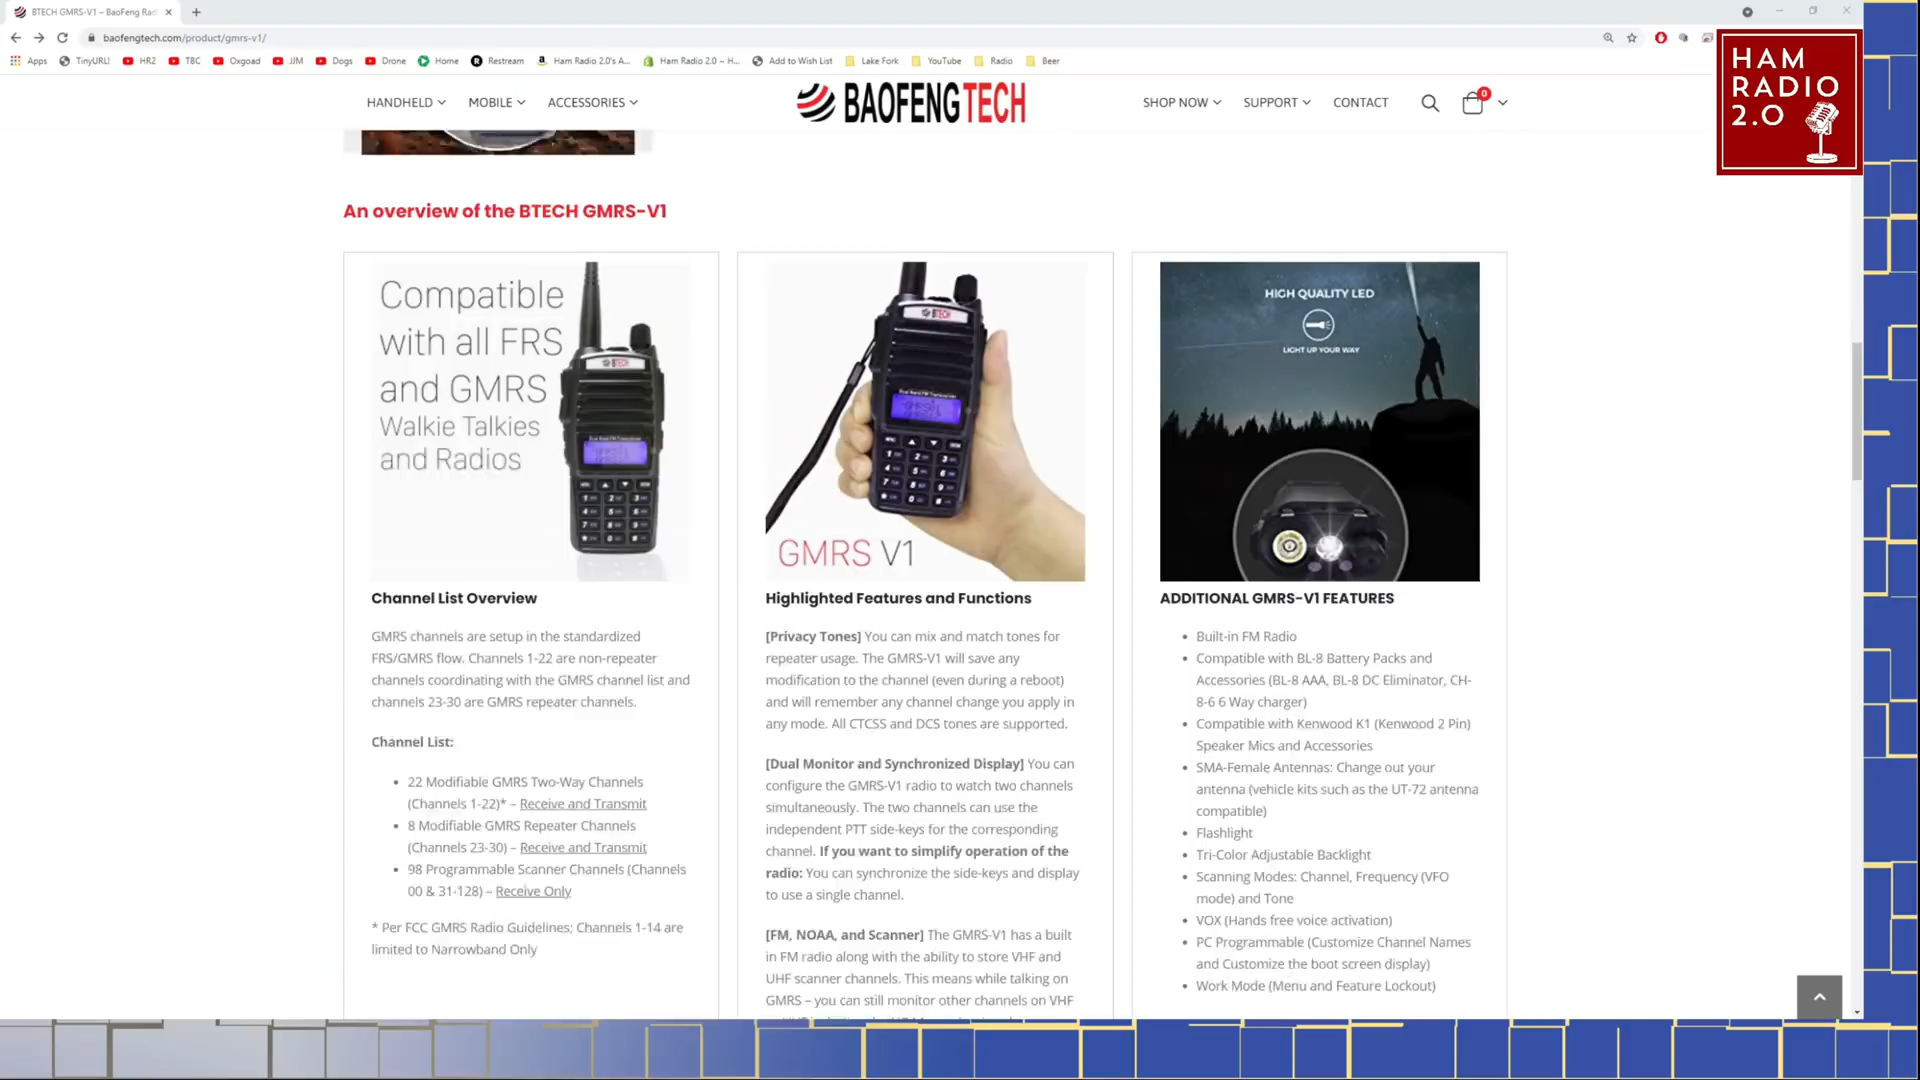 BTECH GMRS-V1 – BaoFeng Rad
baofengtech.com/product/gmrs-v1/
Apps TinyURL! HR2 TBC Oxgoad JJM Dogs Drone Home Restream Ham Radio 2.0's A... Ham Radio 2.0 – H... Add to Wish List Lake Fork YouTube Radio Beer
HAM
RADIO
2.0
HANDHELD MOBILE ACCESSORIES BAOFENGTECH SHOP NOW SUPPORT CONTACT 0
An overview of the BTECH GMRS-V1
Compatible
with all FRS
and GMRS
Walkie Talkies
and Radios
BTECH
Channel List Overview
GMRS channels are setup in the standardized
FRS/GMRS flow. Channels 1-22 are non-repeater
channels coordinating with the GMRS channel list and
channels 23-30 are GMRS repeater channels.
Channel List:
• 22 Modifiable GMRS Two-Way Channels
(Channels 1-22)* – Receive and Transmit
• 8 Modifiable GMRS Repeater Channels
(Channels 23-30) – Receive and Transmit
• 98 Programmable Scanner Channels (Channels
00 & 31-128) – Receive Only
* Per FCC GMRS Radio Guidelines; Channels 1-14 are
limited to Narrowband Only
BTECH
GMRS V1
Highlighted Features and Functions
[Privacy Tones] You can mix and match tones for
repeater usage. The GMRS-V1 will save any
modification to the channel (even during a reboot)
and will remember any channel change you apply in
any mode. All CTCSS and DCS tones are supported.
[Dual Monitor and Synchronized Display] You can
configure the GMRS-V1 radio to watch two channels
simultaneously. The two channels can use the
independent PTT side-keys for the corresponding
channel. If you want to simplify operation of the
radio: You can synchronize the side-keys and display
to use a single channel.
[FM, NOAA, and Scanner] The GMRS-V1 has a built
in FM radio along with the ability to store VHF and
UHF scanner channels. This means while talking on
GMRS – you can still monitor other channels on VHF
HIGH QUALITY LED
LIGHT UP YOUR WAY
ADDITIONAL GMRS-V1 FEATURES
• Built-in FM Radio
• Compatible with BL-8 Battery Packs and
Accessories (BL-8 AAA, BL-8 DC Eliminator, CH-
8-6 6 Way charger)
• Compatible with Kenwood K1 (Kenwood 2 Pin)
Speaker Mics and Accessories
• SMA-Female Antennas: Change out your
antenna (vehicle kits such as the UT-72 antenna
compatible)
• Flashlight
• Tri-Color Adjustable Backlight
• Scanning Modes: Channel, Frequency (VFO
mode) and Tone
• VOX (Hands free voice activation)
• PC Programmable (Customize Channel Names
and Customize the boot screen display)
• Work Mode (Menu and Feature Lockout)